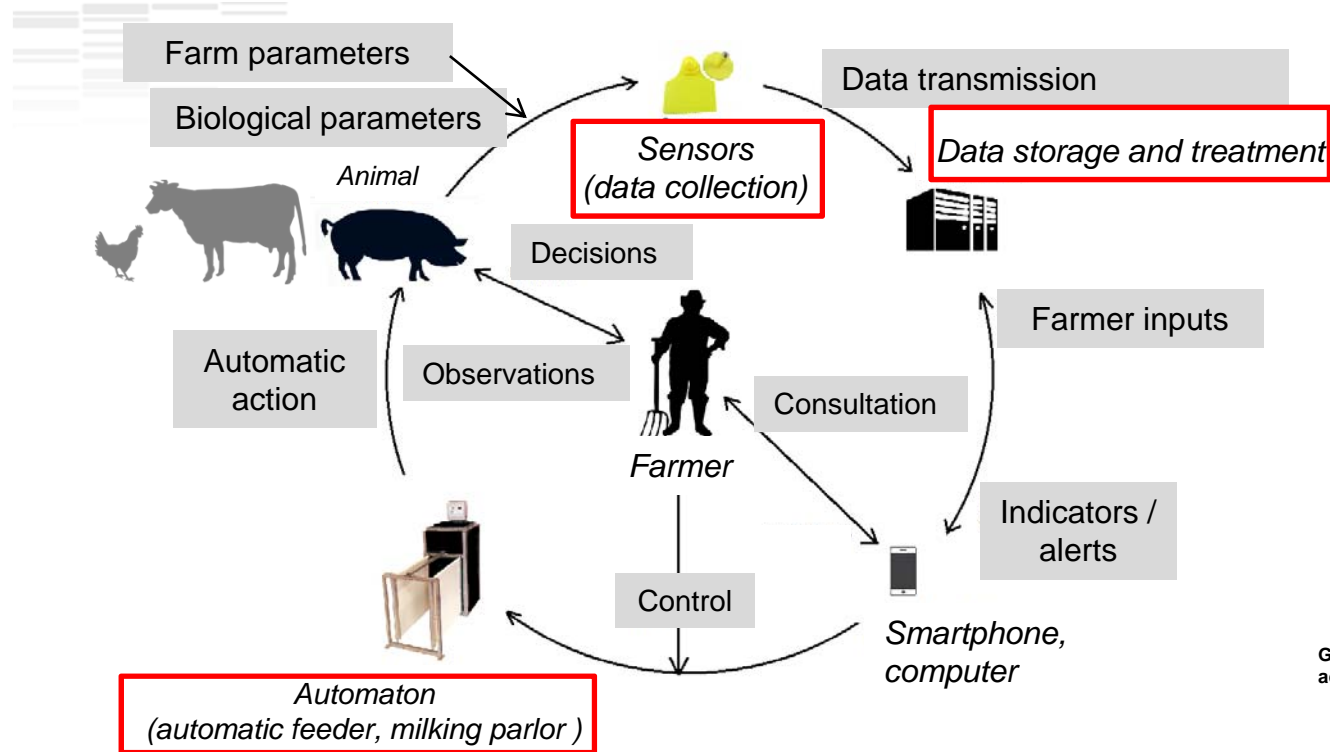 Farm parameters
Biological parameters
Animal
Sensors
(data collection)
Data transmission
Data storage and treatment
Decisions
Farmer inputs
Automatic
action
Observations
Consultation
Farmer
Indicators /
alerts
Control
Smartphone,
computer
Automaton
(automatic feeder, milking parlor )